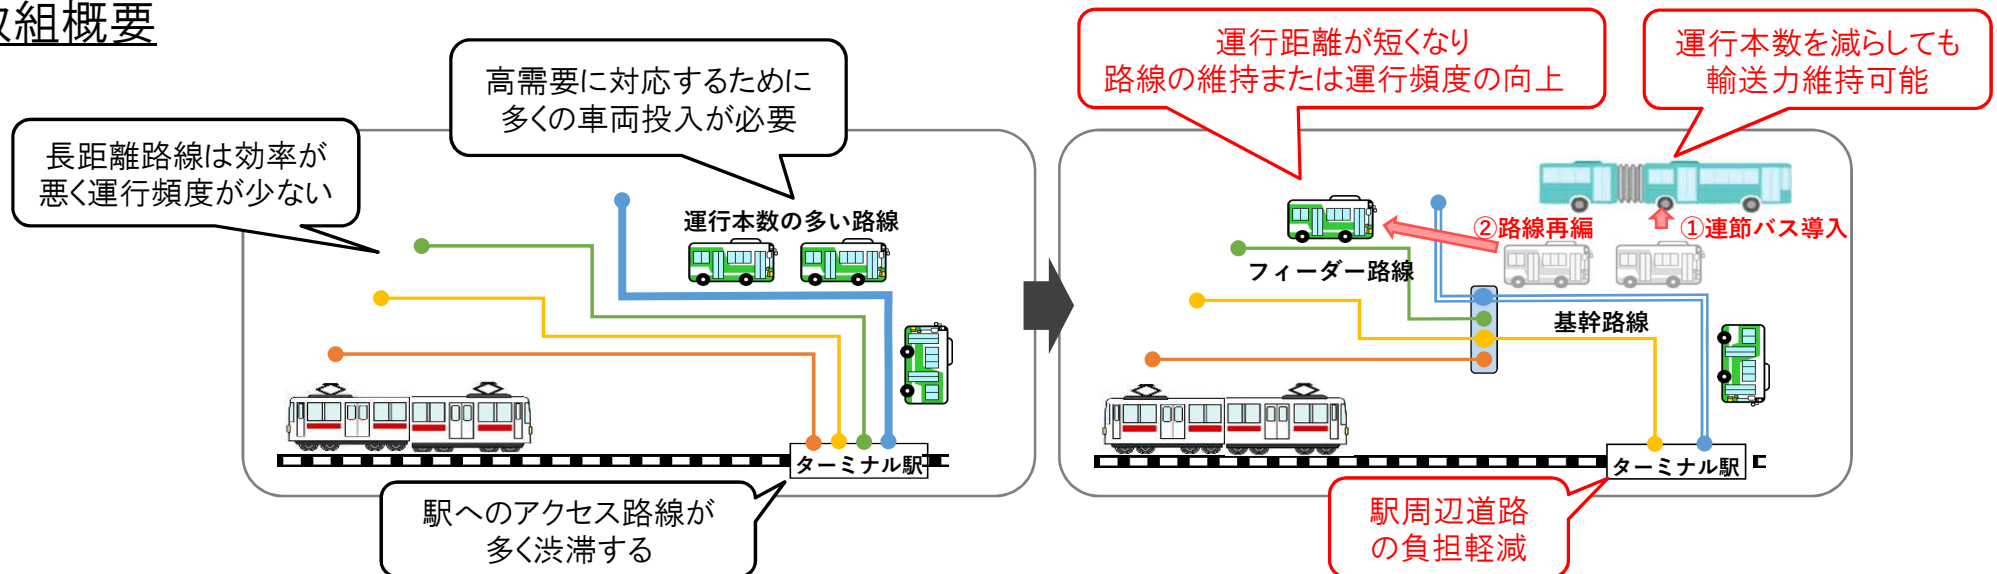 取組概要
高需要に対応するために
多くの車両投入が必要
長距離路線は効率が
悪く運行頻度が少ない
運行本数の多い路線
ターミナル駅
駅へのアクセス路線が
多く渋滞する
運行距離が短くなり
路線の維持または運行頻度の向上
運行本数を減らしても
輸送力維持可能
②路線再編
①連節バス導入
フィーダー路線
基幹路線
ターミナル駅
駅周辺道路
の負担軽減